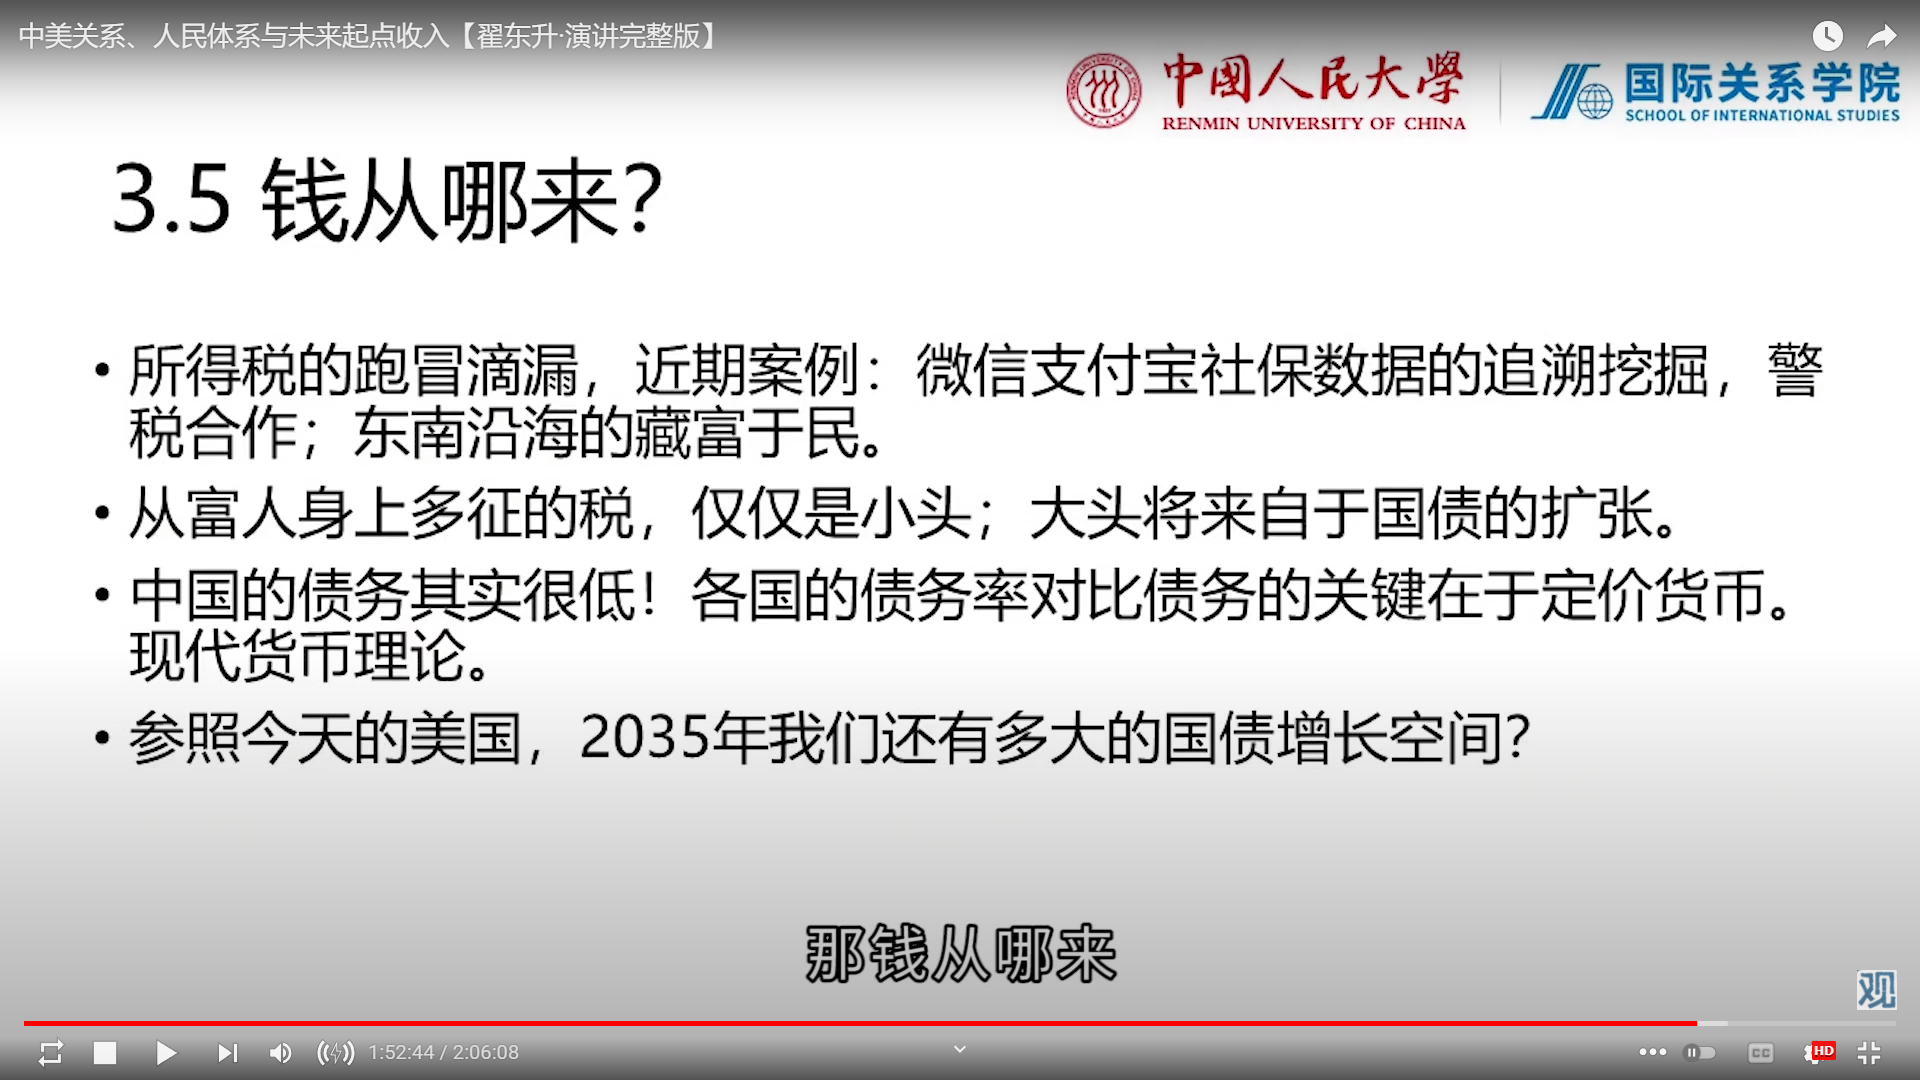 中美关系、人民体系与未来起点收入【翟东升·演讲完整版】
中國人民大學
RENMIN UNIVERSITY OF CHINA
国际关系学院
SCHOOL OF INTERNATIONAL STUDIES
3.5 钱从哪来？
• 所得税的跑冒滴漏，近期案例：微信支付宝社保数据的追溯挖掘，警
税合作；东南沿海的藏富于民。
• 从富人身上多征的税，仅仅是小头；大头将来自于国债的扩张。
• 中国的债务其实很低！各国的债务率对比债务的关键在于定价货币。
现代货币理论。
• 参照今天的美国，2035年我们还有多大的国债增长空间？
那钱从哪来
观
1:52:44 / 2:06:08
CC
HD